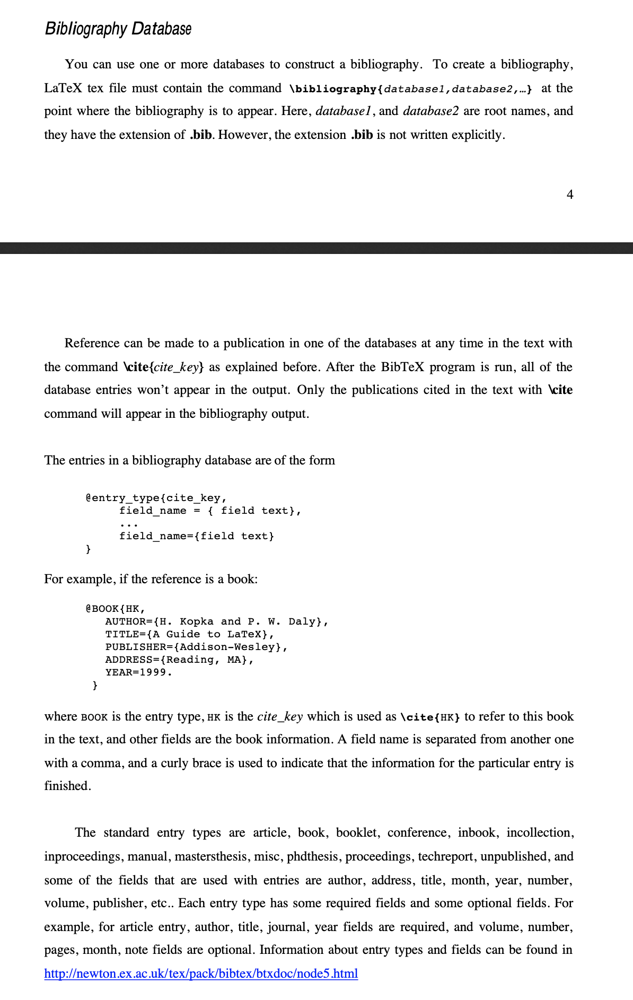 Bibliography Database
You can use one or more databases to construct a bibliography. To create a bibliography,
LaTeX tex file must contain the command \bibliography{database1,database2,…} at the
point where the bibliography is to appear. Here, database1, and database2 are root names, and
they have the extension of .bib. However, the extension .bib is not written explicitly.
4
Reference can be made to a publication in one of the databases at any time in the text with
the command \cite{cite_key} as explained before. After the BibTeX program is run, all of the
database entries won’t appear in the output. Only the publications cited in the text with \cite
command will appear in the bibliography output.
The entries in a bibliography database are of the form
@entry_type{cite_key,
field_name = { field text},
...
field_name={field text}
}
For example, if the reference is a book:
@BOOK{HK,
AUTHOR={H. Kopka and P. W. Daly},
TITLE={A Guide to LaTeX},
PUBLISHER={Addison-Wesley},
ADDRESS={Reading, MA},
YEAR=1999.
}
where BOOK is the entry type, HK is the cite_key which is used as \cite{HK} to refer to this book
in the text, and other fields are the book information. A field name is separated from another one
with a comma, and a curly brace is used to indicate that the information for the particular entry is
finished.
The standard entry types are article, book, booklet, conference, inbook, incollection,
inproceedings, manual, mastersthesis, misc, phdthesis, proceedings, techreport, unpublished, and
some of the fields that are used with entries are author, address, title, month, year, number,
volume, publisher, etc.. Each entry type has some required fields and some optional fields. For
example, for article entry, author, title, journal, year fields are required, and volume, number,
pages, month, note fields are optional. Information about entry types and fields can be found in
http://newton.ex.ac.uk/tex/pack/bibtex/btxdoc/node5.html